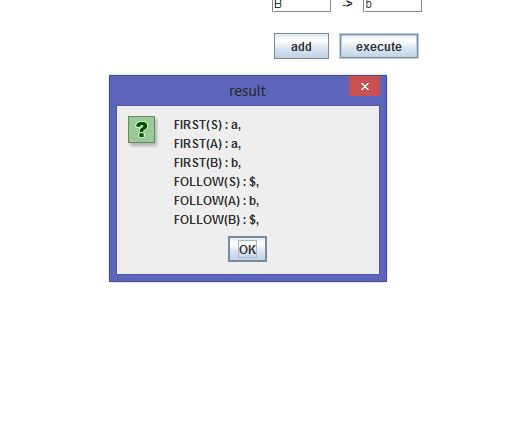 B -> b
add execute
result
x
?
FIRST(S) : a,
FIRST(A) : a,
FIRST(B) : b,
FOLLOW(S) : $,
FOLLOW(A) : b,
FOLLOW(B) : $,
OK